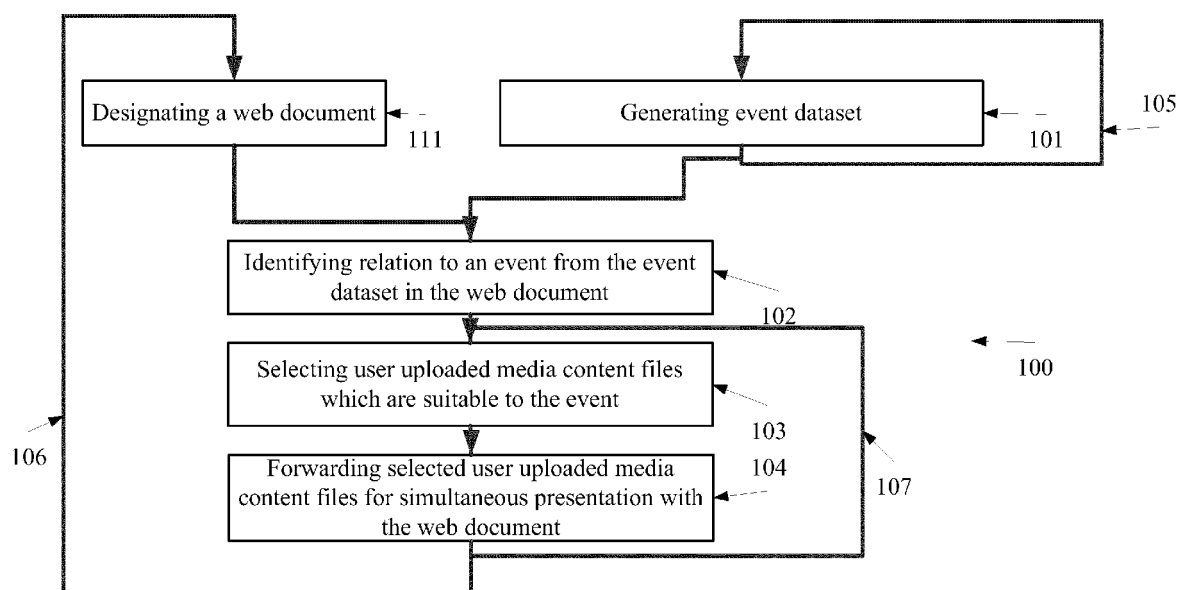 Designating a web document
111
Generating event dataset
101
105
Identifying relation to an event from the event
dataset in the web document
102
100
Selecting user uploaded media content files
which are suitable to the event
103
106
Forwarding selected user uploaded media
content files for simultaneous presentation with
the web document
104
107